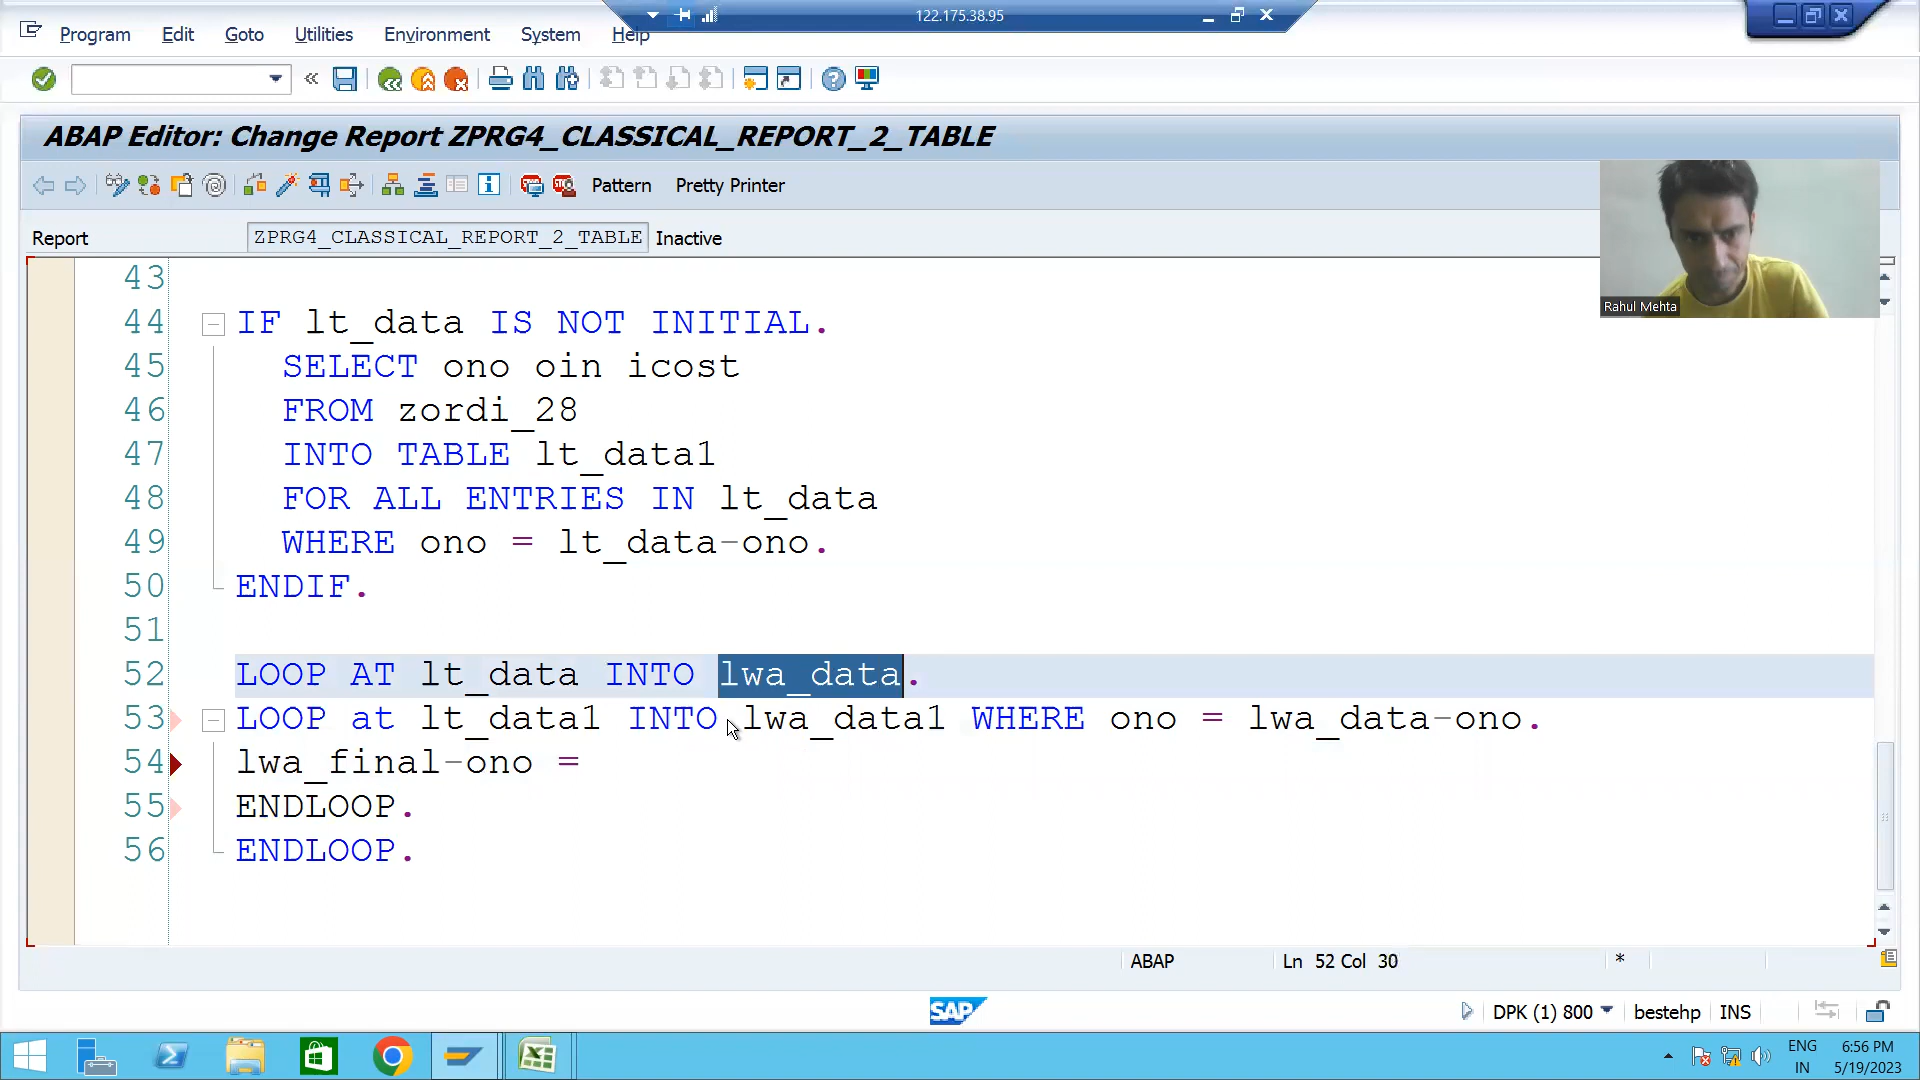 122.175.38.95
Program Edit Goto Utilities Environment System Help
ABAP Editor: Change Report ZPRG4_CLASSICAL_REPORT_2_TABLE
Pattern Pretty Printer
Report ZPRG4_CLASSICAL_REPORT_2_TABLE Inactive
Rahul Mehta
43
44 IF lt_data IS NOT INITIAL.
45 SELECT ono oin icost
46 FROM zordi_28
47 INTO TABLE lt_data1
48 FOR ALL ENTRIES IN lt_data
49 WHERE ono = lt_data-ono.
50 ENDIF.
51
52 LOOP AT lt_data INTO lwa_data.
53 LOOP at lt_data1 INTO lwa_data1 WHERE ono = lwa_data-ono.
54 lwa_final-ono =
55 ENDLOOP.
56 ENDLOOP.
ABAP Ln 52 Col 30 *
SAP DPK (1) 800 bestehp INS
ENG 6:56 PM
IN 5/19/2023